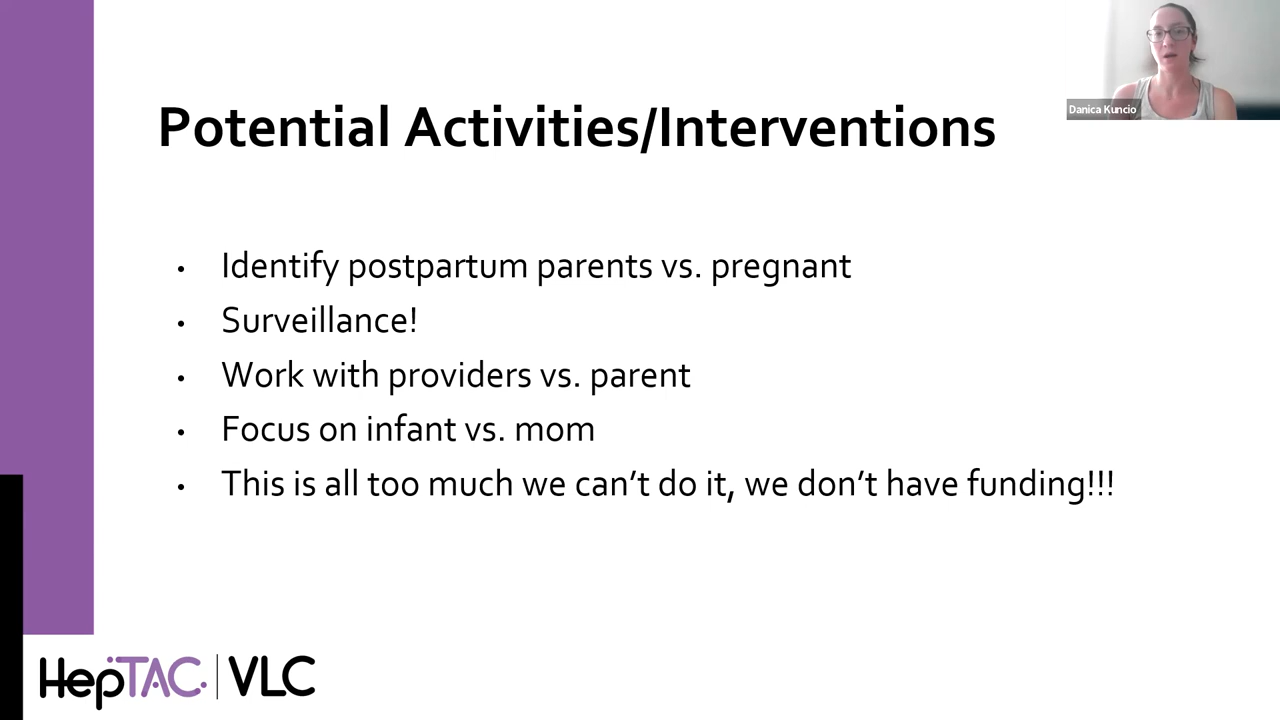 Danica Kuncio
Potential Activities/Interventions
• Identify postpartum parents vs. pregnant
• Surveillance!
• Work with providers vs. parent
• Focus on infant vs. mom
• This is all too much we can’t do it, we don’t have funding!!!
HepTAC | VLC